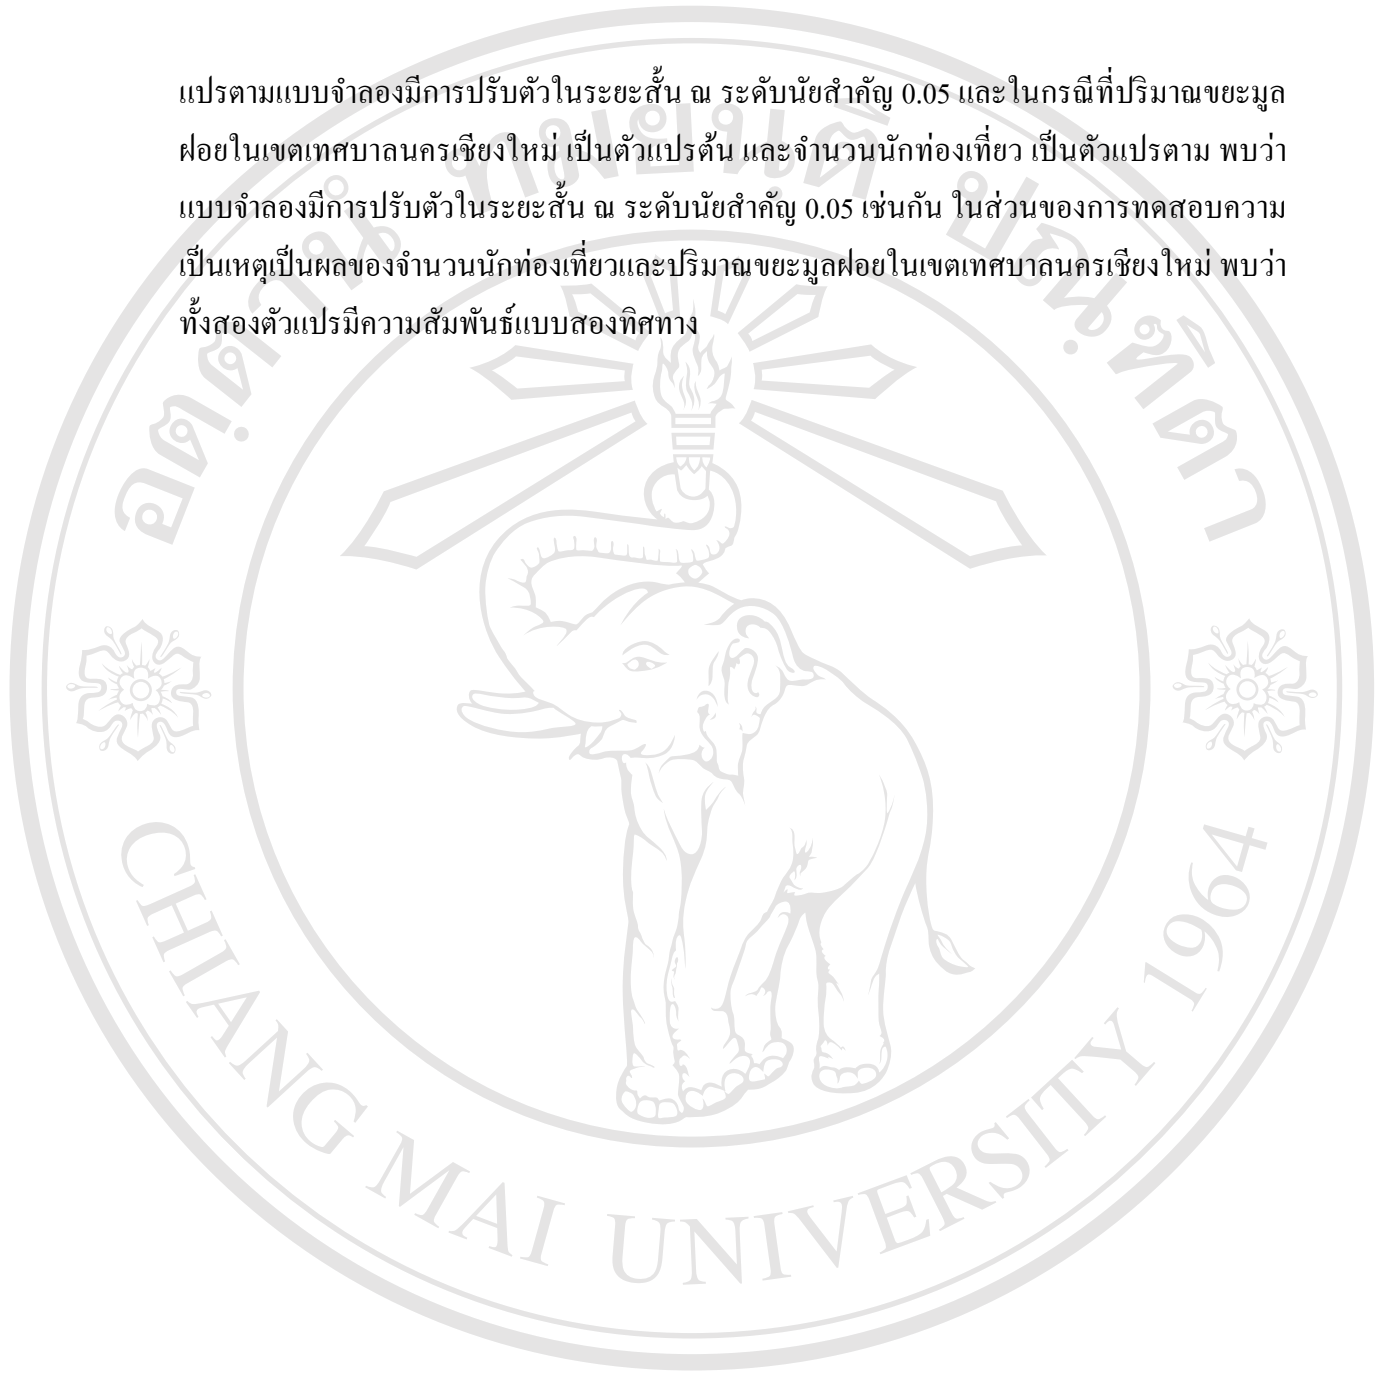 แปรตามแบบจำลองมีการปรับตัวในระยะสั้น ณ ระดับนัยสำคัญ 0.05 และในกรณีที่ปริมาณขยะมูล
ฝอยในเขตเทศบาลนครเชียงใหม่ เป็นตัวแปรต้น และจำนวนนักท่องเที่ยว เป็นตัวแปรตาม พบว่า
แบบจำลองมีการปรับตัวในระยะสั้น ณ ระดับนัยสำคัญ 0.05 เช่นกัน ในส่วนของการทดสอบความ
เป็นเหตุเป็นผลของจำนวนนักท่องเที่ยวและปริมาณขยะมูลฝอยในเขตเทศบาลนครเชียงใหม่ พบว่า
ทั้งสองตัวแปรมีความสัมพันธ์แบบสองทิศทาง
อตฺตานํ ทมยนฺติ ปณฺฑิตา
CHIANG MAI UNIVERSITY 1964